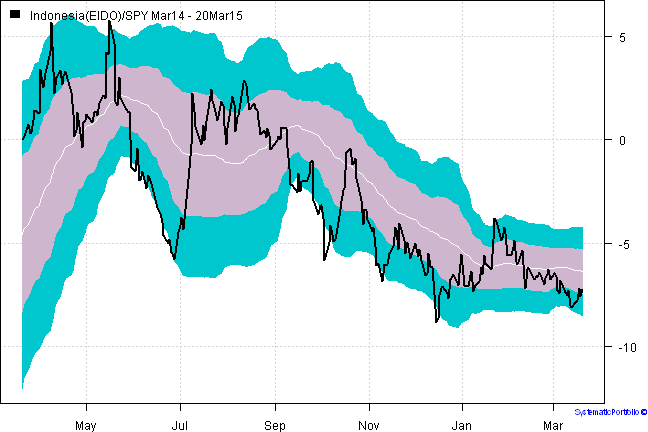 Indonesia(EIDO)/SPY Mar14 - 20Mar15
5
0
-5
-10
May Jul Sep Nov Jan Mar
SystematicPortfolio ©